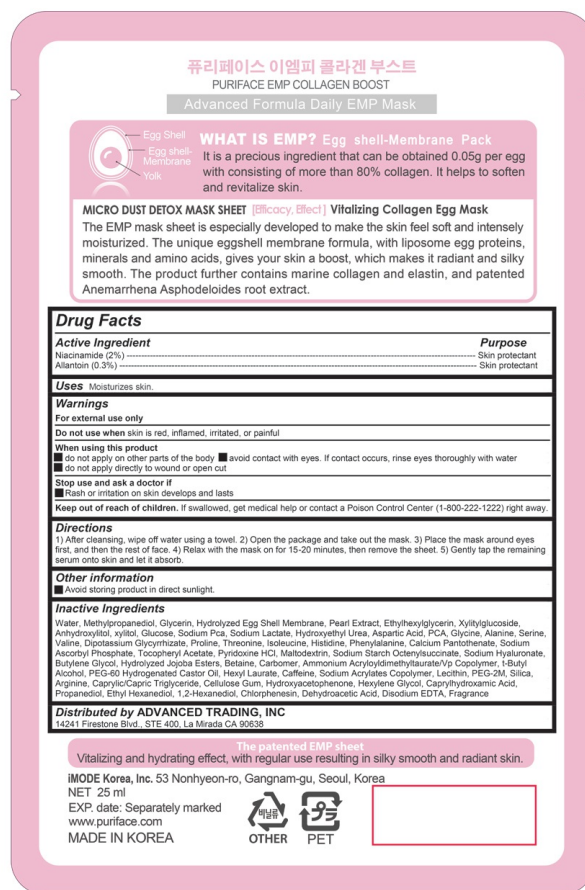 퓨리페이스 이엠피 콜라겐 부스트
PURIFACE EMP COLLAGEN BOOST
Advanced Formula Daily EMP Mask
Egg Shell
Egg shell-
Membrane
Yolk
WHAT IS EMP? Egg shell-Membrane Pack
It is a precious ingredient that can be obtained 0.05g per egg
with consisting of more than 80% collagen. It helps to soften
and revitalize skin.
MICRO DUST DETOX MASK SHEET [Efficacy, Effect] Vitalizing Collagen Egg Mask
The EMP mask sheet is especially developed to make the skin feel soft and intensely
moisturized. The unique eggshell membrane formula, with liposome egg proteins,
minerals and amino acids, gives your skin a boost, which makes it radiant and silky
smooth. The product further contains marine collagen and elastin, and patented
Anemarrhena Asphodeloides root extract.
Drug Facts
Active Ingredient Purpose
Niacinamide (2%) Skin protectant
Allantoin (0.3%) Skin protectant
Uses Moisturizes skin.
Warnings
For external use only
Do not use when skin is red, inflamed, irritated, or painful
When using this product
■ do not apply on other parts of the body ■ avoid contact with eyes. If contact occurs, rinse eyes thoroughly with water
■ do not apply directly to wound or open cut
Stop use and ask a doctor if
■ Rash or irritation on skin develops and lasts
Keep out of reach of children. If swallowed, get medical help or contact a Poison Control Center (1-800-222-1222) right away.
Directions
1) After cleansing, wipe off water using a towel. 2) Open the package and take out the mask. 3) Place the mask around eyes
first, and then the rest of face. 4) Relax with the mask on for 15-20 minutes, then remove the sheet. 5) Gently tap the remaining
serum onto skin and let it absorb.
Other information
■ Avoid storing product in direct sunlight.
Inactive Ingredients
Water, Methylpropanediol, Glycerin, Hydrolyzed Egg Shell Membrane, Pearl Extract, Ethylhexylglycerin, Xylitylglucoside,
Anhydroxylitol, xylitol, Glucose, Sodium Pca, Sodium Lactate, Hydroxyethyl Urea, Aspartic Acid, PCA, Glycine, Alanine, Serine,
Valine, Dipotassium Glycyrrhizate, Proline, Threonine, Isoleucine, Histidine, Phenylalanine, Calcium Pantothenate, Sodium
Ascorbyl Phosphate, Tocopheryl Acetate, Pyridoxine HCl, Maltodextrin, Sodium Starch Octenylsuccinate, Sodium Hyaluronate,
Butylene Glycol, Hydrolyzed Jojoba Esters, Betaine, Carbomer, Ammonium Acryloyldimethyltaurate/Vp Copolymer, t-Butyl
Alcohol, PEG-60 Hydrogenated Castor Oil, Hexyl Laurate, Caffeine, Sodium Acrylates Copolymer, Lecithin, PEG-2M, Silica,
Arginine, Caprylic/Capric Triglyceride, Cellulose Gum, Hydroxyacetophenone, Hexylene Glycol, Caprylhydroxamic Acid,
Propanediol, Ethyl Hexanediol, 1,2-Hexanediol, Chlorphenesin, Dehydroacetic Acid, Disodium EDTA, Fragrance
Distributed by ADVANCED TRADING, INC
14241 Firestone Blvd., STE 400, La Mirada CA 90638
The patented EMP sheet
Vitalizing and hydrating effect, with regular use resulting in silky smooth and radiant skin.
iMODE Korea, Inc. 53 Nonhyeon-ro, Gangnam-gu, Seoul, Korea
NET 25 ml
EXP. date: Separately marked
www.puriface.com
MADE IN KOREA
비닐류
OTHER
プラ
PET